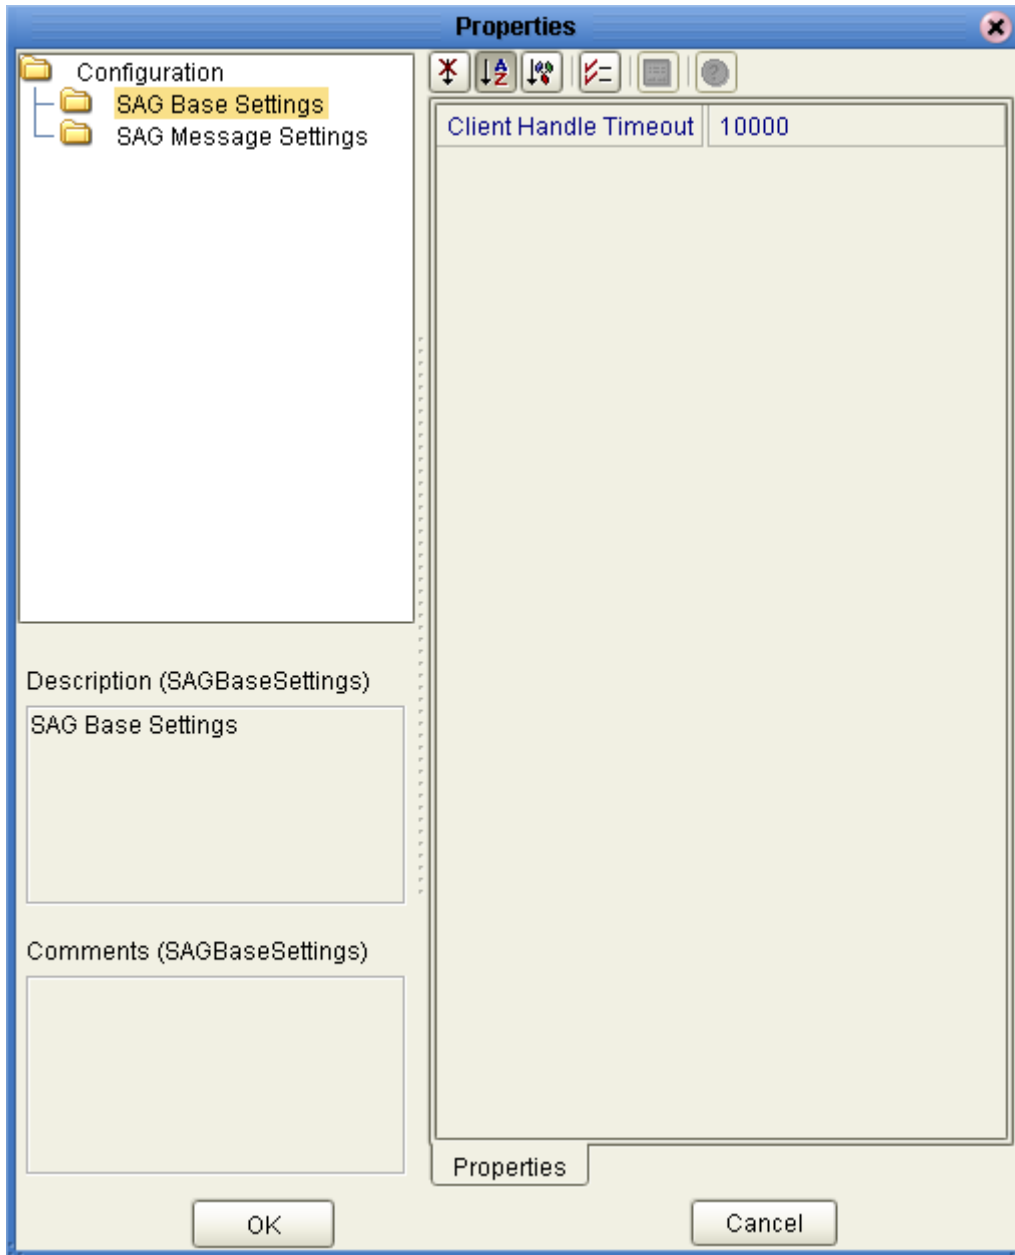 Properties
Configuration
SAG Base Settings
SAG Message Settings
Client Handle Timeout 10000
Description (SAGBaseSettings)
SAG Base Settings
Comments (SAGBaseSettings)
Properties
OK Cancel